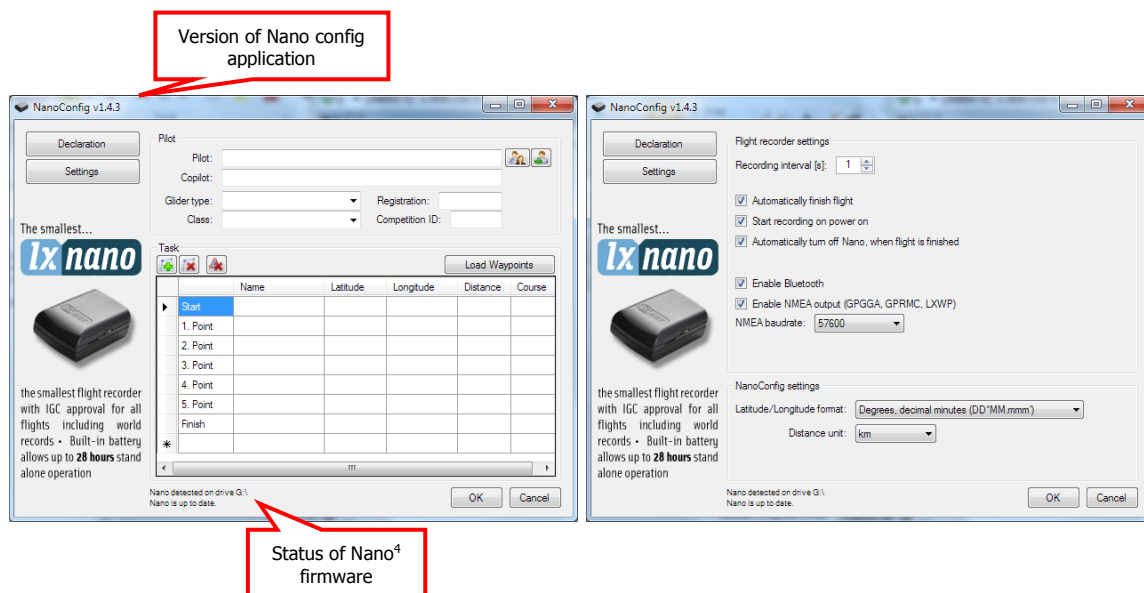 Version of Nano config
application
NanoConfig v1.4.3
Declaration
Settings
The smallest...
lx nano
the smallest flight recorder
with IGC approval for all
flights including world
records • Built-in battery
allows up to 28 hours stand
alone operation
Pilot
Pilot:
Copilot:
Glider type:
Registration:
Class:
Competition ID:
Task
Load Waypoints
Name Latitude Longitude Distance Course
Start
1. Point
2. Point
3. Point
4. Point
5. Point
Finish
Nano detected on drive G:\
Nano is up to date.
OK Cancel
Status of Nano⁴
firmware
NanoConfig v1.4.3
Declaration
Settings
The smallest...
lx nano
the smallest flight recorder
with IGC approval for all
flights including world
records • Built-in battery
allows up to 28 hours stand
alone operation
Flight recorder settings
Recording interval [s]: 1
Automatically finish flight
Start recording on power on
Automatically turn off Nano, when flight is finished
Enable Bluetooth
Enable NMEA output (GPGGA, GPRMC, LXWP)
NMEA baudrate: 57600
NanoConfig settings
Latitude/Longitude format: Degrees, decimal minutes (DD°MM.mmm')
Distance unit: km
Nano detected on drive G:\
Nano is up to date.
OK Cancel